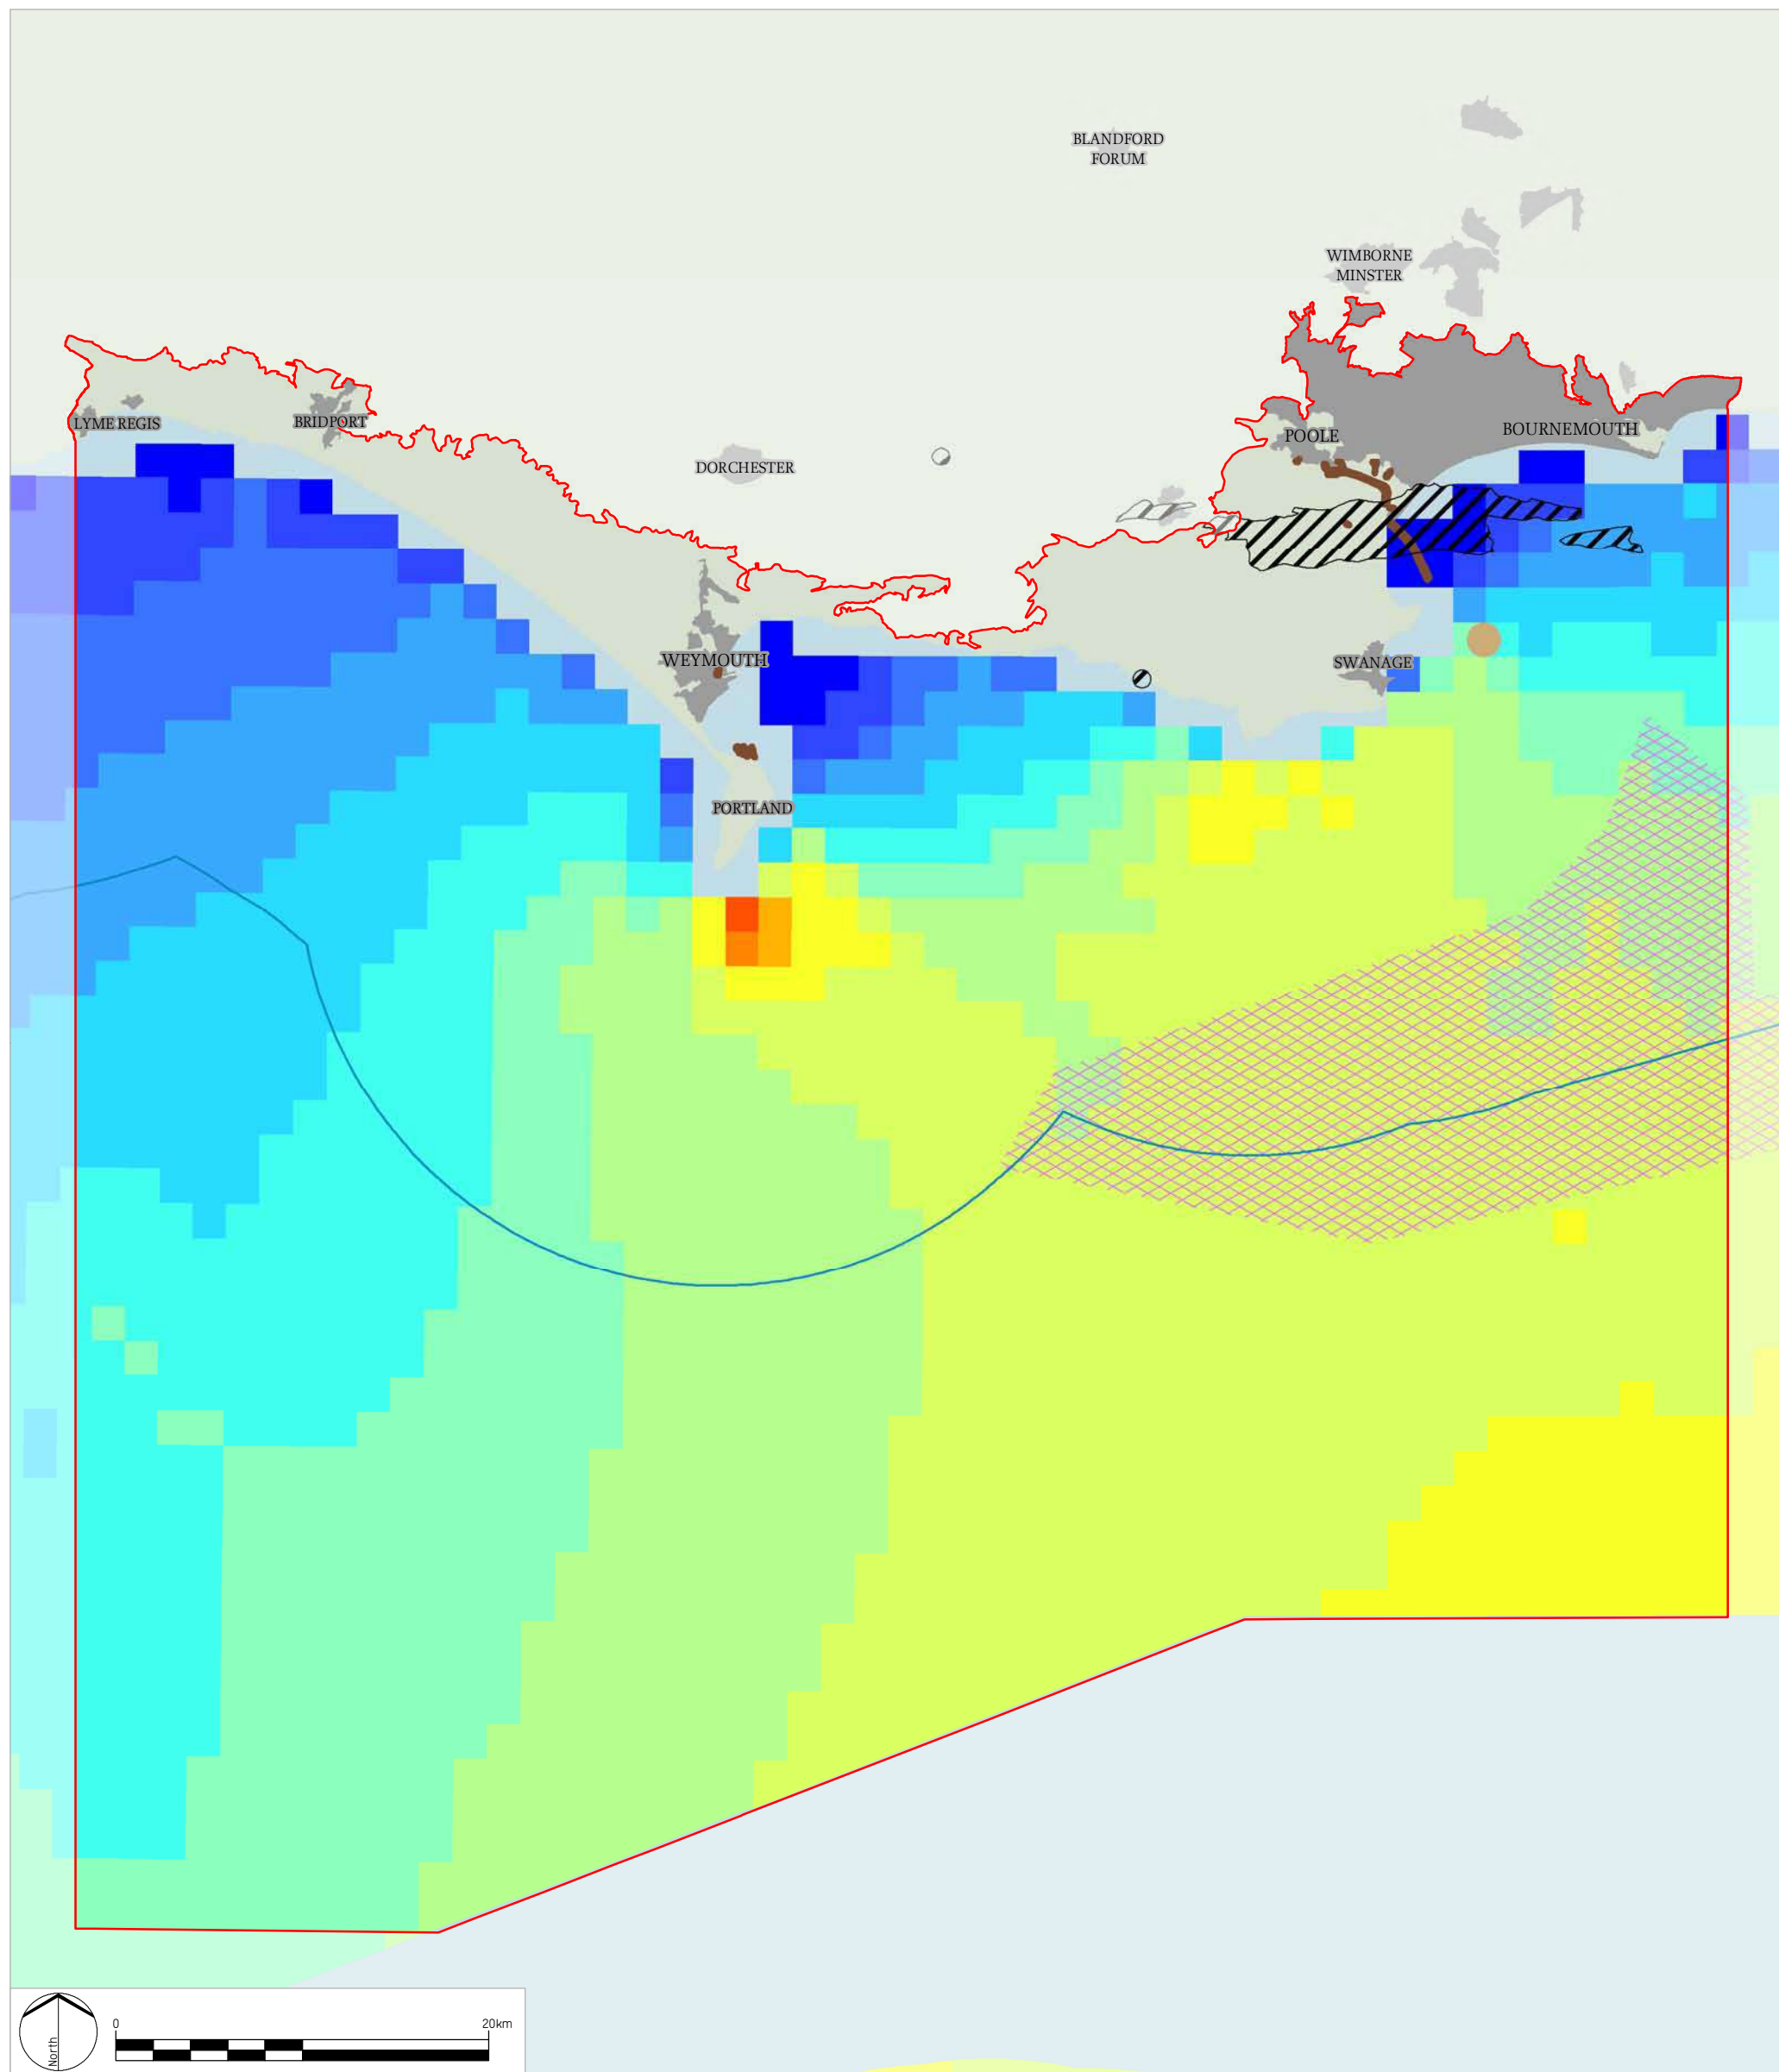 BLANDFORD
FORUM
WIMBORNE
MINSTER
LYME REGIS
BRIDPORT
POOLE
BOURNEMOUTH
DORCHESTER
WEYMOUTH
SWANAGE
PORTLAND
North
0
20km